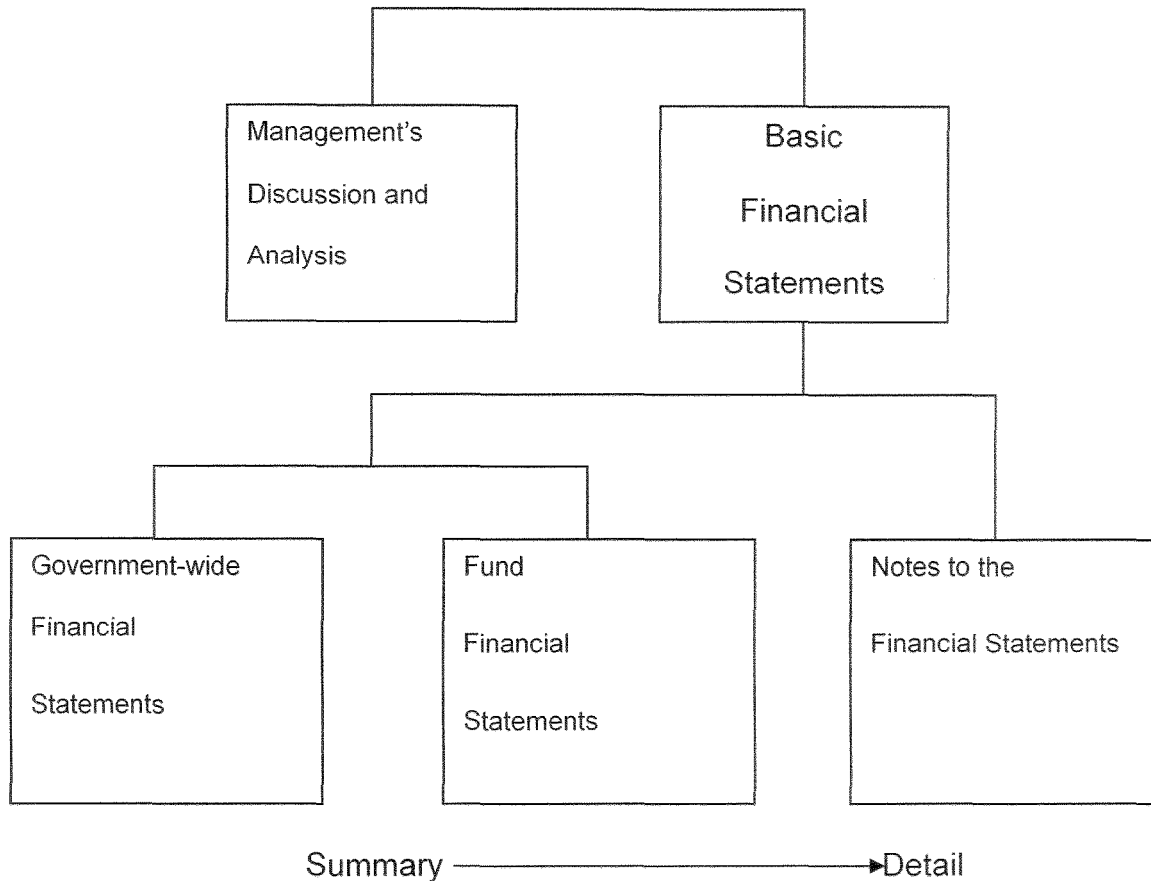 Management's
Discussion and
Analysis
Basic
Financial
Statements
Government-wide
Financial
Statements
Fund
Financial
Statements
Notes to the
Financial Statements
Summary
Detail